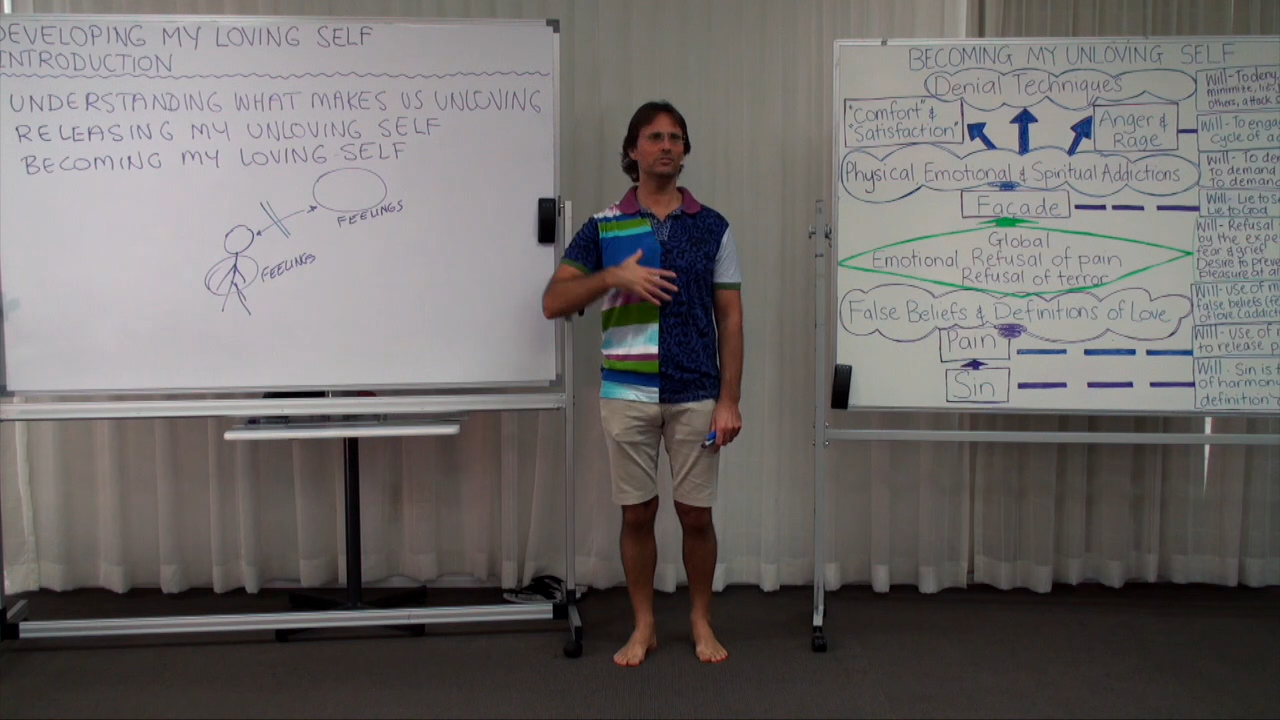 DEVELOPING MY LOVING SELF
INTRODUCTION
UNDERSTANDING WHAT MAKES US UNLOVING
RELEASING MY UNLOVING SELF
BECOMING MY LOVING SELF
FEELINGS
FEELINGS
BECOMING MY UNLOVING SELF
Denial Techniques
"Comfort" &
"Satisfaction"
Anger &
Rage
Physical, Emotional & Spiritual Addictions
Façade
Global
Emotional Refusal of pain
Refusal of terror
False Beliefs & Definitions of Love
Pain
Sin
Will - To deny
minimize,
others, attack
Will - To
cycle of
Will - To
To demand
To demand
Will - Lie to
Lie to God
Will - Refusal
by the
fear & grief
Desire to
pleasure at
Will - use of
false beliefs
of love
Will - use of
to release
Will - Sin is
of
definition